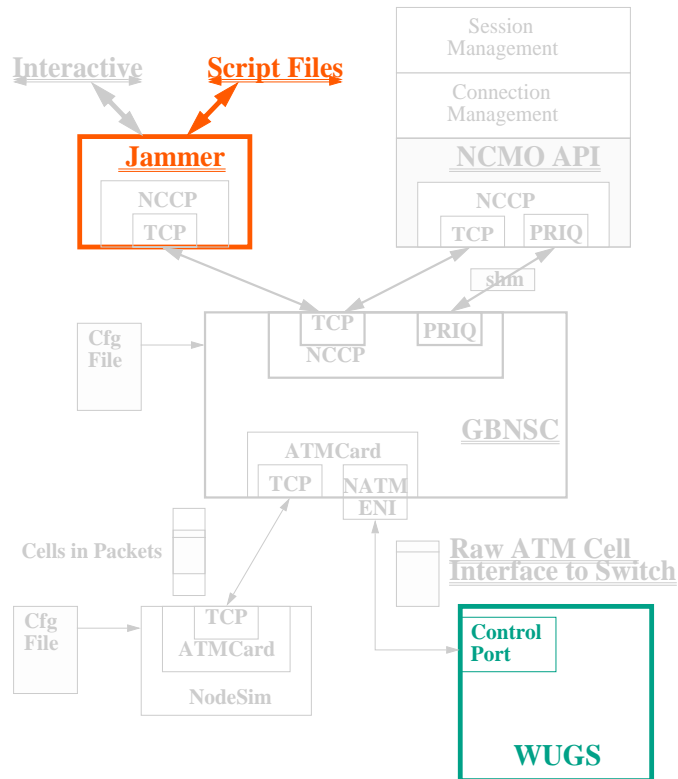 Session
Management
Interactive
Script Files
Connection
Management
Jammer
NCMO API
NCCP
NCCP
TCP
TCP
PRIQ
shm
TCP
PRIQ
NCCP
Cfg
File
GBNSC
ATMCard
TCP
NATM
ENI
Cells in Packets
Raw ATM Cell
Interface to Switch
Cfg
File
TCP
ATMCard
NodeSim
Control
Port
WUGS